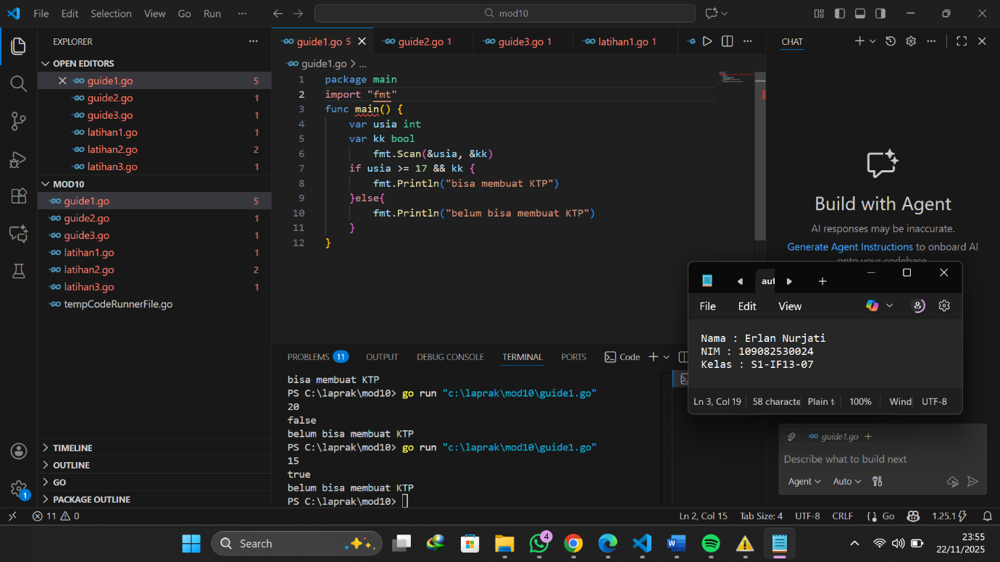 File Edit Selection View Go Run ··· mod10
EXPLORER ···
OPEN EDITORS
guide1.go 5
guide2.go 1
guide3.go 1
latihan1.go 1
latihan2.go 2
latihan3.go 1
MOD10
guide1.go 5
guide2.go 1
guide3.go 1
latihan1.go 1
latihan2.go 2
latihan3.go 1
tempCodeRunnerFile.go
TIMELINE
OUTLINE
GO
PACKAGE OUTLINE
guide1.go 5 guide2.go 1 guide3.go 1 latihan1.go 1
guide1.go > ...
1 package main
2 import "fmt"
3 func main() {
4 var usia int
5 var kk bool
6 fmt.Scan(&usia, &kk)
7 if usia >= 17 && kk {
8 fmt.Println("bisa membuat KTP")
9 }else{
10 fmt.Println("belum bisa membuat KTP")
11 }
12 }
PROBLEMS 11 OUTPUT DEBUG CONSOLE TERMINAL PORTS Code
bisa membuat KTP
PS C:\laprak\mod10> go run "c:\laprak\mod10\guide1.go"
20
false
belum bisa membuat KTP
PS C:\laprak\mod10> go run "c:\laprak\mod10\guide1.go"
15
true
belum bisa membuat KTP
PS C:\laprak\mod10>
CHAT
Build with Agent
AI responses may be inaccurate.
Generate Agent Instructions to onboard AI
onto your codebase.
aut
File Edit View
Nama : Erlan Nurjati
NIM : 109082530024
Kelas : S1-IF13-07
Ln 3, Col 19 58 characte Plain t 100% Wind UTF-8
guide1.go
Describe what to build next
Agent Auto
11 0 Ln 2, Col 15 Tab Size: 4 UTF-8 CRLF Go 1.25.1
1
Search
4
23:55
22/11/2025